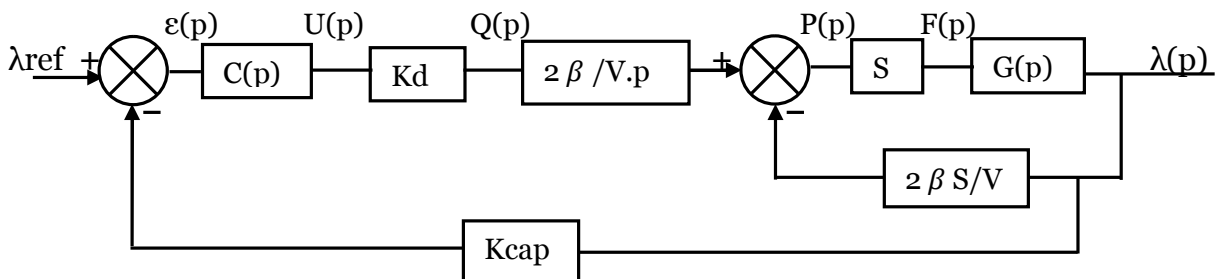 ε(p)
U(p)
Q(p)
P(p)
F(p)
λref
+
−
C(p)
Kd
2 β /V.p
+
−
S
G(p)
λ(p)
2 β S/V
Kcap